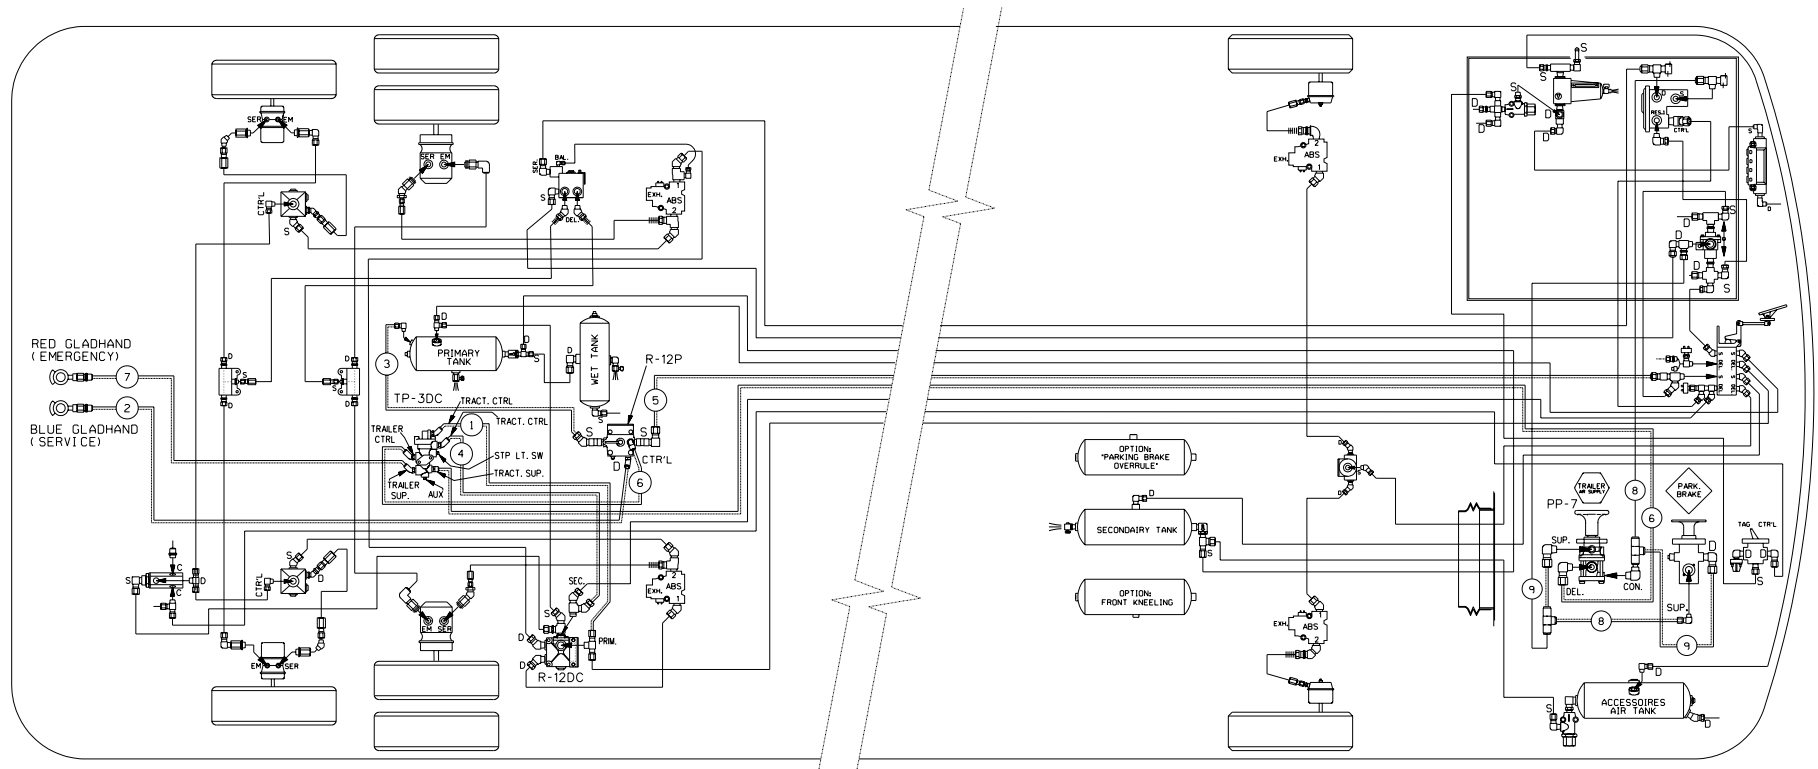 SER
EM
SER EM
CTR'L
S
SER.
BAL.
S
DEL.
EXH.
1
ABS
2
RED GLADHAND
(EMERGENCY)
7
2
BLUE GLADHAND
(SERVICE)
D
S
D
D
S
D
3
D
PRIMARY
TANK
D
S
D
WET TANK
S
R-12P
5
TP-3DC
TRACT. CTRL
TRACT. CTRL
1
TRAILER
CTRL
4
STP LT. SW
TRACT. SUP.
TRAILER
SUP.
AUX
S
S
D
CTR'L
6
S
C
D
C
S
CTR'L
D
EM
SER
EM SER
SEC.
S
D
D
PRIM.
R-12DC
2
EXH.
ABS
1
2
EXH.
ABS
1
OPTION:
"PARKING BRAKE
OVERRULE"
D
SECONDAIRY TANK
S
OPTION:
FRONT KNEELING
D
S
D
1
EXH.
ABS
2
S
S
S
D
D
D
D
D
S
RES.
CTR'L
S
D
S
D
D
D
S
S
S
DEL.
S
S
DEL.
TRAILER
AIR SUPPLY
PP-7
8
PARK.
BRAKE
6
TAG CTR'L
SUP.
D
D
S
DEL.
CON.
9
SUP.
8
9
D
ACCESSOIRES
AIR TANK
S
D